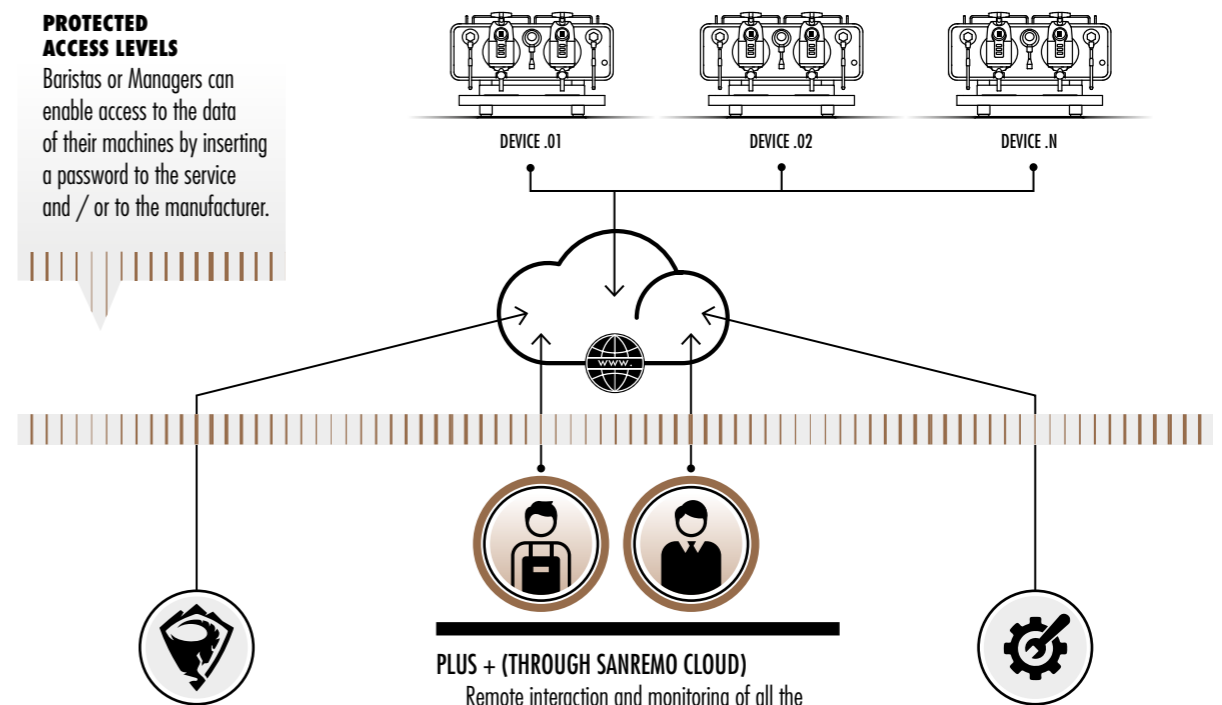 PROTECTED
ACCESS LEVELS
Baristas or Managers can
enable access to the data
of their machines by inserting
a password to the service
and / or to the manufacturer.
DEVICE .01
DEVICE .02
DEVICE .N
WWW.
PLUS + (THROUGH SANREMO CLOUD)
Remote interaction and monitoring of all the